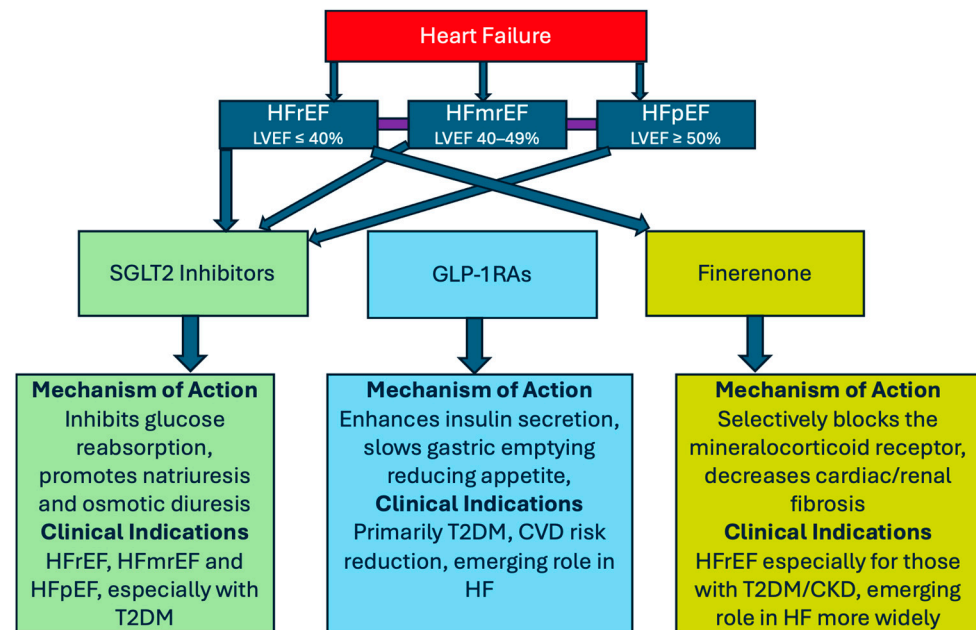 Heart Failure
HFrEF
LVEF ≤ 40%
HFmrEF
LVEF 40–49%
HFpEF
LVEF ≥ 50%
SGLT2 Inhibitors
GLP-1RAs
Finerenone
Mechanism of Action
Inhibits glucose
reabsorption,
promotes natriuresis
and osmotic diuresis
Clinical Indications
HFrEF, HFmrEF and
HFpEF, especially with
T2DM
Mechanism of Action
Enhances insulin secretion,
slows gastric emptying
reducing appetite,
Clinical Indications
Primarily T2DM, CVD risk
reduction, emerging role in
HF
Mechanism of Action
Selectively blocks the
mineralocorticoid receptor,
decreases cardiac/renal
fibrosis
Clinical Indications
HFrEF especially for those
with T2DM/CKD, emerging
role in HF more widely